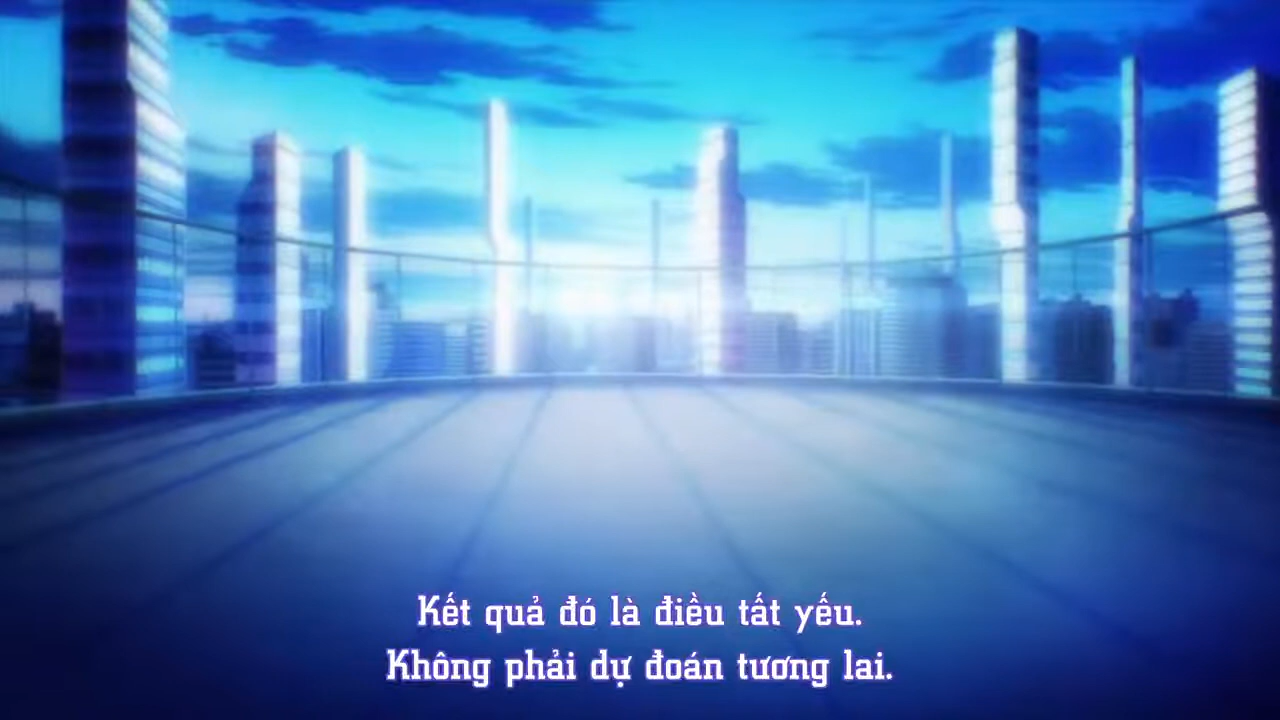 Kết quả đó là điều tất yếu.
Không phải dự đoán tương lai.